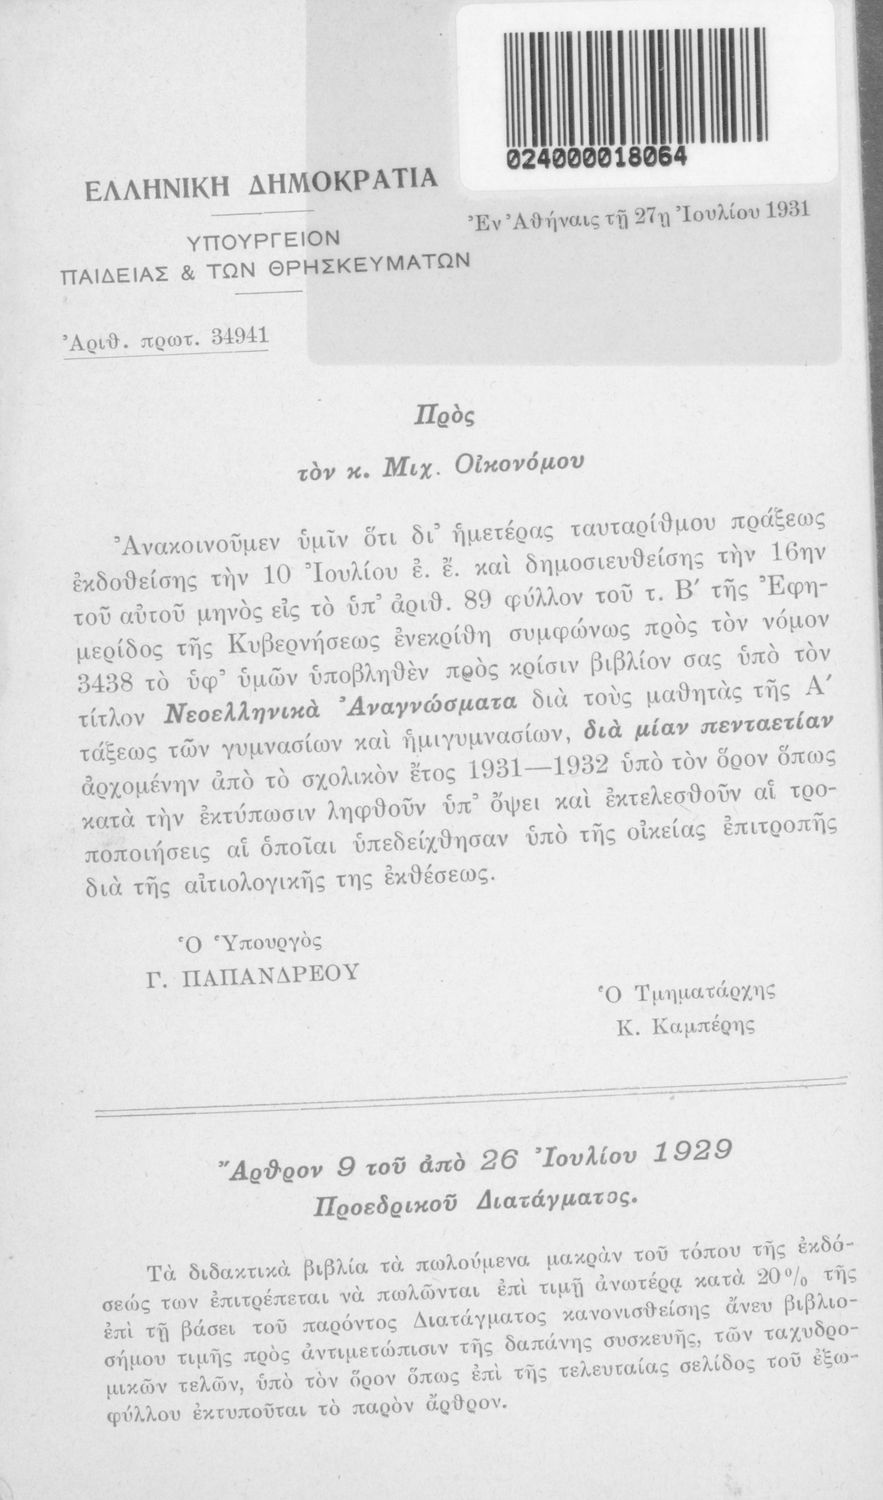 024000018064
ΕΛΛΗΝΙΚΗ ΔΗΜΟΚΡΑΤΙΑ
Ἐν Ἀθήναις τῇ 27ῃ Ἰουλίου 1931
ΥΠΟΥΡΓΕΙΟΝ
ΠΑΙΔΕΙΑΣ & ΤΩΝ ΘΡΗΣΚΕΥΜΑΤΩΝ
Ἀριθ. πρωτ. 34941
Πρὸς
τὸν κ. Μιχ. Οἰκονόμου
Ἀνακοινοῦμεν ὑμῖν ὅτι δι' ἡμετέρας ταυταρίθμου πράξεως
ἐκδοθείσης τὴν 10 Ἰουλίου ἐ. ἔ. καὶ δημοσιευθείσης τὴν 16ην
τοῦ αὐτοῦ μηνὸς εἰς τὸ ὑπ' ἀριθ. 89 φύλλον τοῦ τ. Β' τῆς Ἐφη-
μερίδος τῆς Κυβερνήσεως ἐνεκρίθη συμφώνως πρὸς τὸν νόμον
3438 τὸ ὑφ' ὑμῶν ὑποβληθὲν πρὸς κρίσιν βιβλίον σας ὑπὸ τὸν
τίτλον Νεοελληνικὰ Ἀναγνώσματα διὰ τοὺς μαθητὰς τῆς Α'
τάξεως τῶν γυμνασίων καὶ ἡμιγυμνασίων, διὰ μίαν πενταετίαν
ἀρχομένην ἀπὸ τὸ σχολικὸν ἔτος 1931—1932 ὑπὸ τὸν ὅρον ὅπως
κατὰ τὴν ἐκτύπωσιν ληφθοῦν ὑπ' ὄψει καὶ ἐκτελεσθοῦν αἱ τρο-
ποποιήσεις αἱ ὁποῖαι ὑπεδείχθησαν ὑπὸ τῆς οἰκείας ἐπιτροπῆς
διὰ τῆς αἰτιολογικῆς της ἐκθέσεως.
Ὁ Ὑπουργὸς
Γ. ΠΑΠΑΝΔΡΕΟΥ
Ὁ Τμηματάρχης
Κ. Καμπέρης
Ἄρθρον 9 τοῦ ἀπὸ 26 Ἰουλίου 1929
Προεδρικοῦ Διατάγματος.
Τὰ διδακτικὰ βιβλία τὰ πωλούμενα μακρὰν τοῦ τόπου τῆς ἐκδό-
σεώς των ἐπιτρέπεται νὰ πωλῶνται ἐπὶ τιμῇ ἀνωτέρᾳ κατὰ 20% τῆς
ἐπὶ τῇ βάσει τοῦ παρόντος Διατάγματος κανονισθείσης ἄνευ βιβλιο-
σήμου τιμῆς πρὸς ἀντιμετώπισιν τῆς δαπάνης συσκευῆς, τῶν ταχυδρο-
μικῶν τελῶν, ὑπὸ τὸν ὅρον ὅπως ἐπὶ τῆς τελευταίας σελίδος τοῦ ἐξω-
φύλλου ἐκτυποῦται τὸ παρὸν ἄρθρον.